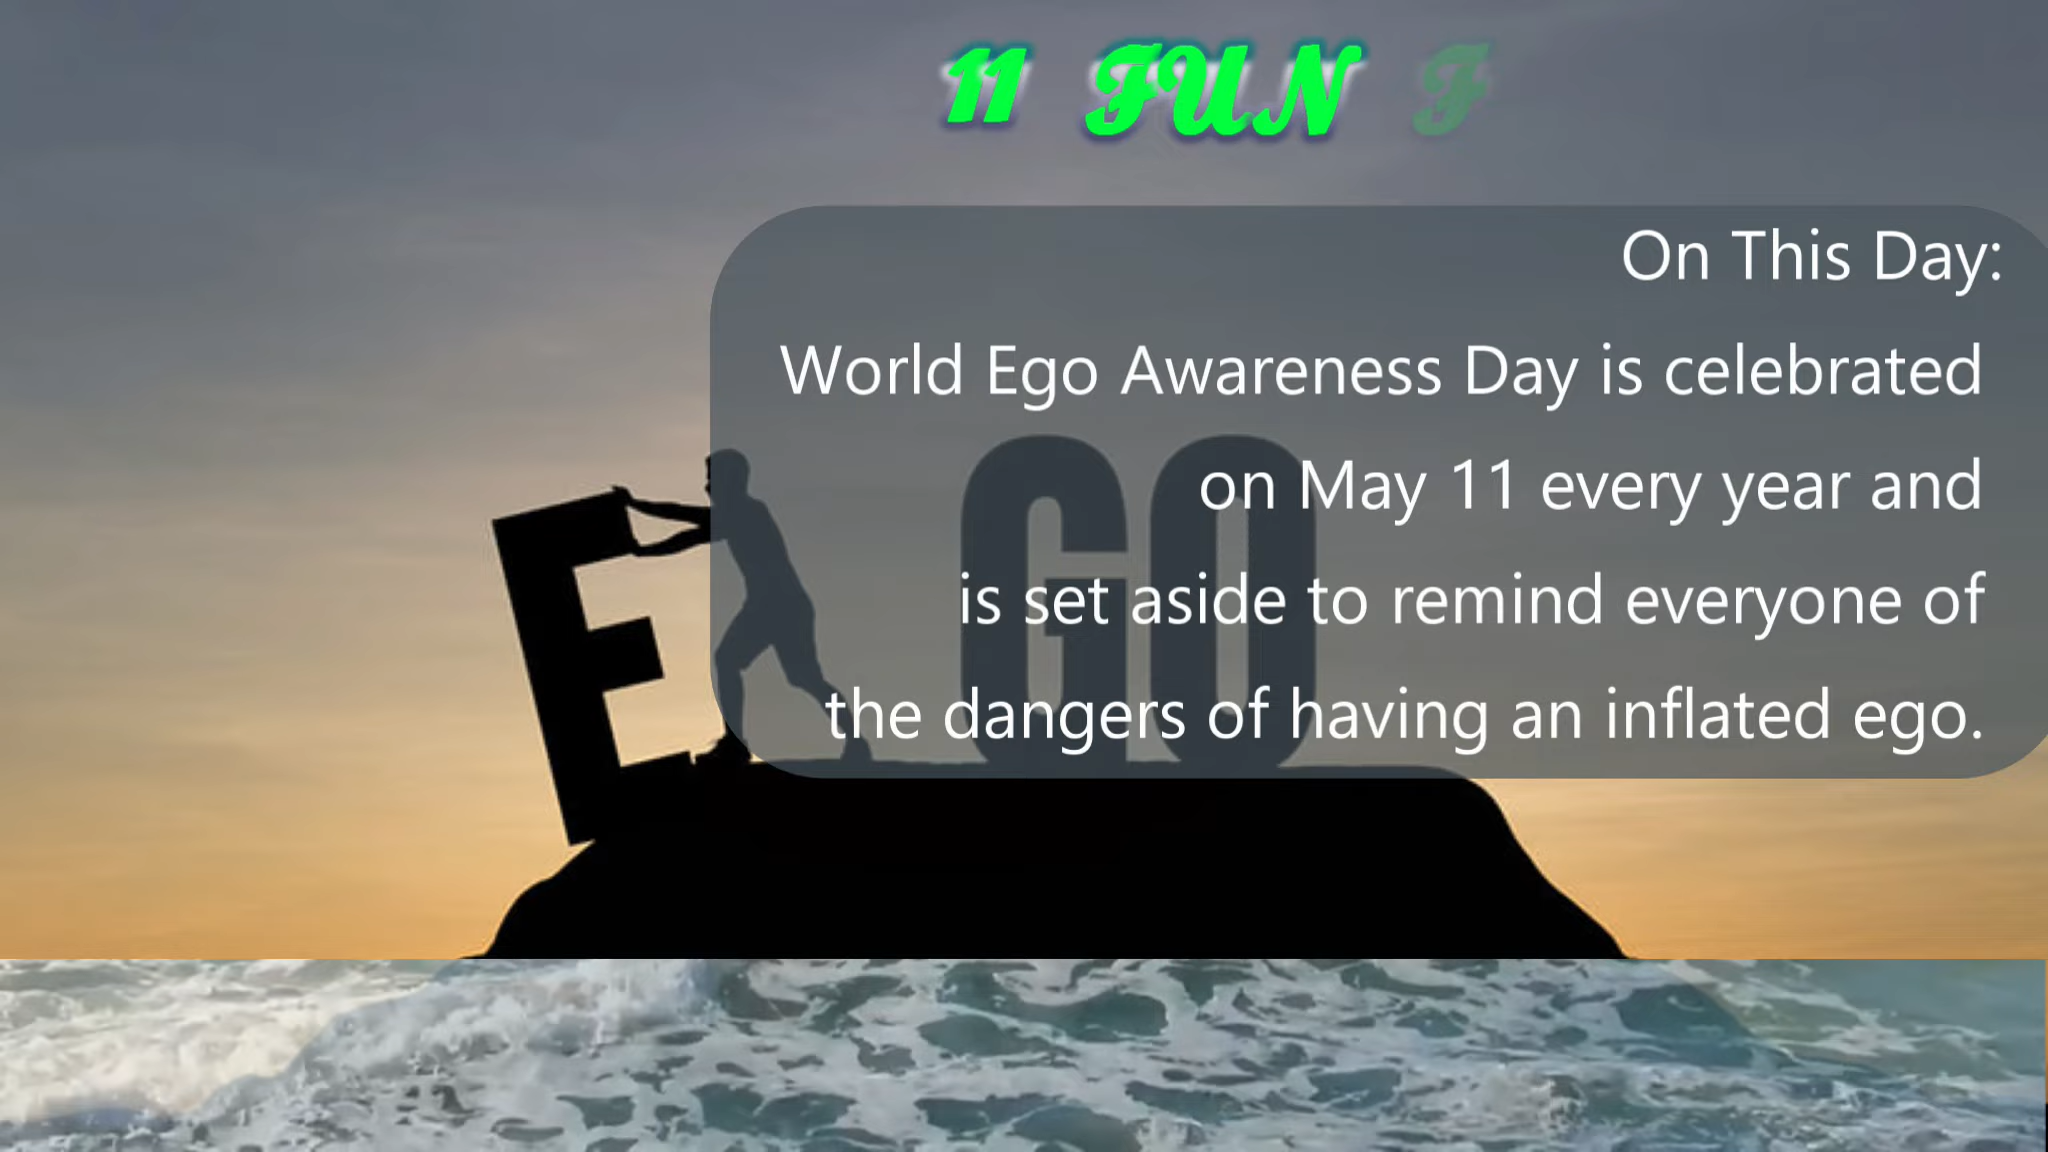 11 FUN F
On This Day:
World Ego Awareness Day is celebrated
on May 11 every year and
is set aside to remind everyone of
the dangers of having an inflated ego.
E GO